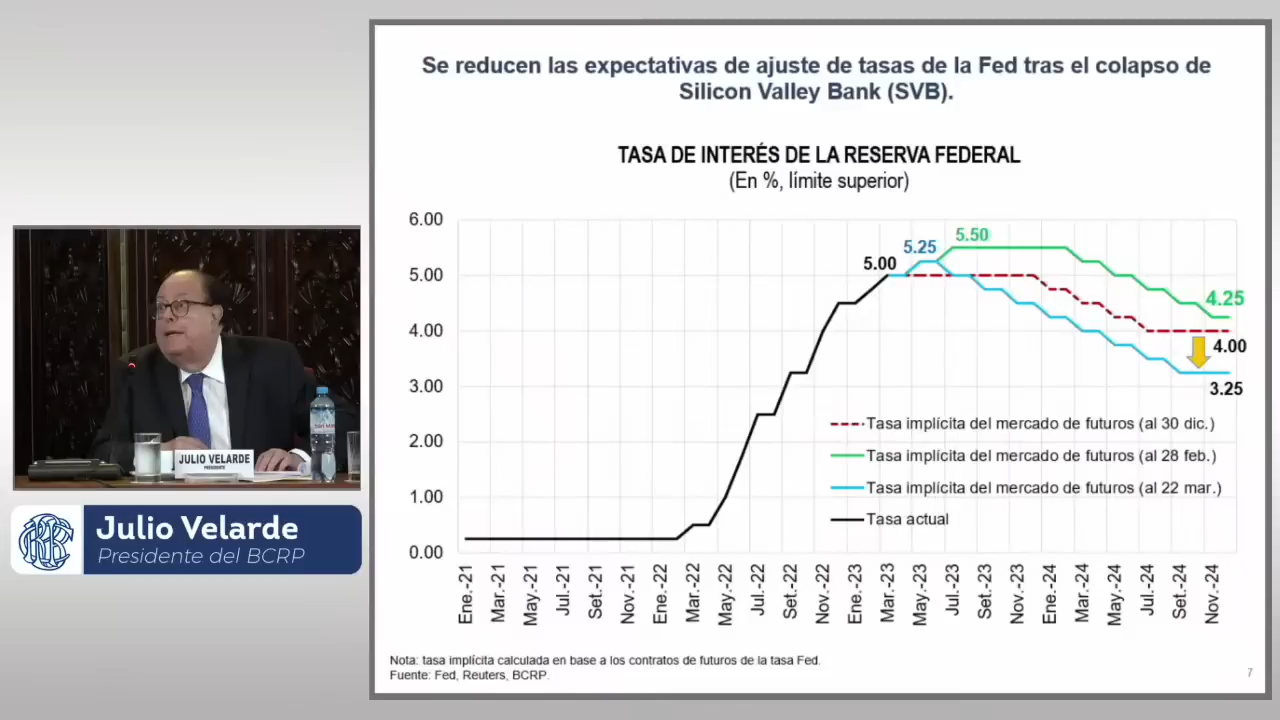 Se reducen las expectativas de ajuste de tasas de la Fed tras el colapso de
Silicon Valley Bank (SVB).
TASA DE INTERÉS DE LA RESERVA FEDERAL
(En %, límite superior)
6.00
5.00
4.00
3.00
2.00
1.00
0.00
5.00
5.25
5.50
4.25
4.00
3.25
Tasa implícita del mercado de futuros (al 30 dic.)
Tasa implícita del mercado de futuros (al 28 feb.)
Tasa implícita del mercado de futuros (al 22 mar.)
Tasa actual
Ene.-21
Mar.-21
May.-21
Jul.-21
Set.-21
Nov.-21
Ene.-22
Mar.-22
May.-22
Jul.-22
Set.-22
Nov.-22
Ene.-23
Mar.-23
May.-23
Jul.-23
Set.-23
Nov.-23
Ene.-24
Mar.-24
May.-24
Jul.-24
Set.-24
Nov.-24
Nota: tasa implícita calculada en base a los contratos de futuros de la tasa Fed.
Fuente: Fed, Reuters, BCRP.
7
JULIO VELARDE
PRESIDENTE
Julio Velarde
Presidente del BCRP